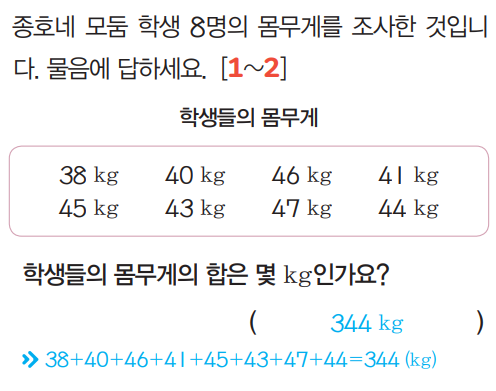 종호네 모둠 학생 8명의 몸무게를 조사한 것입니
다. 물음에 답하세요. [1~2]
학생들의 몸무게
38 kg 40 kg 46 kg 41 kg
45 kg 43 kg 47 kg 44 kg
학생들의 몸무게의 합은 몇 kg인가요?
( 344 kg )
≫ 38+40+46+41+45+43+47+44=344 (kg)